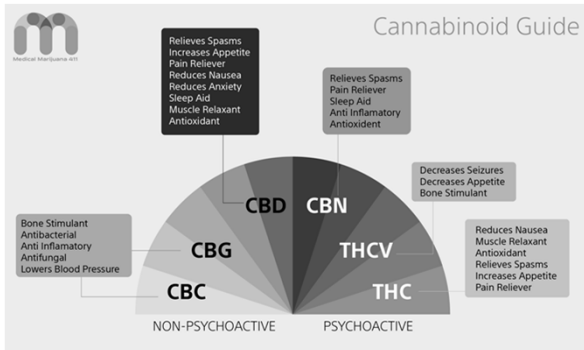 Medical Marijuana 411
Cannabinoid Guide
Relieves Spasms
Increases Appetite
Pain Reliever
Reduces Nausea
Reduces Anxiety
Sleep Aid
Muscle Relaxant
Antioxidant
Relieves Spasms
Pain Reliever
Sleep Aid
Anti Inflamatory
Antioxident
Decreases Seizures
Decreases Appetite
Bone Stimulant
Bone Stimulant
Antibacterial
Anti Inflamatory
Antifungal
Lowers Blood Pressure
Reduces Nausea
Muscle Relaxant
Antioxidant
Relieves Spasms
Increases Appetite
Pain Reliever
CBD
CBN
CBG
THCV
CBC
THC
NON-PSYCHOACTIVE
PSYCHOACTIVE